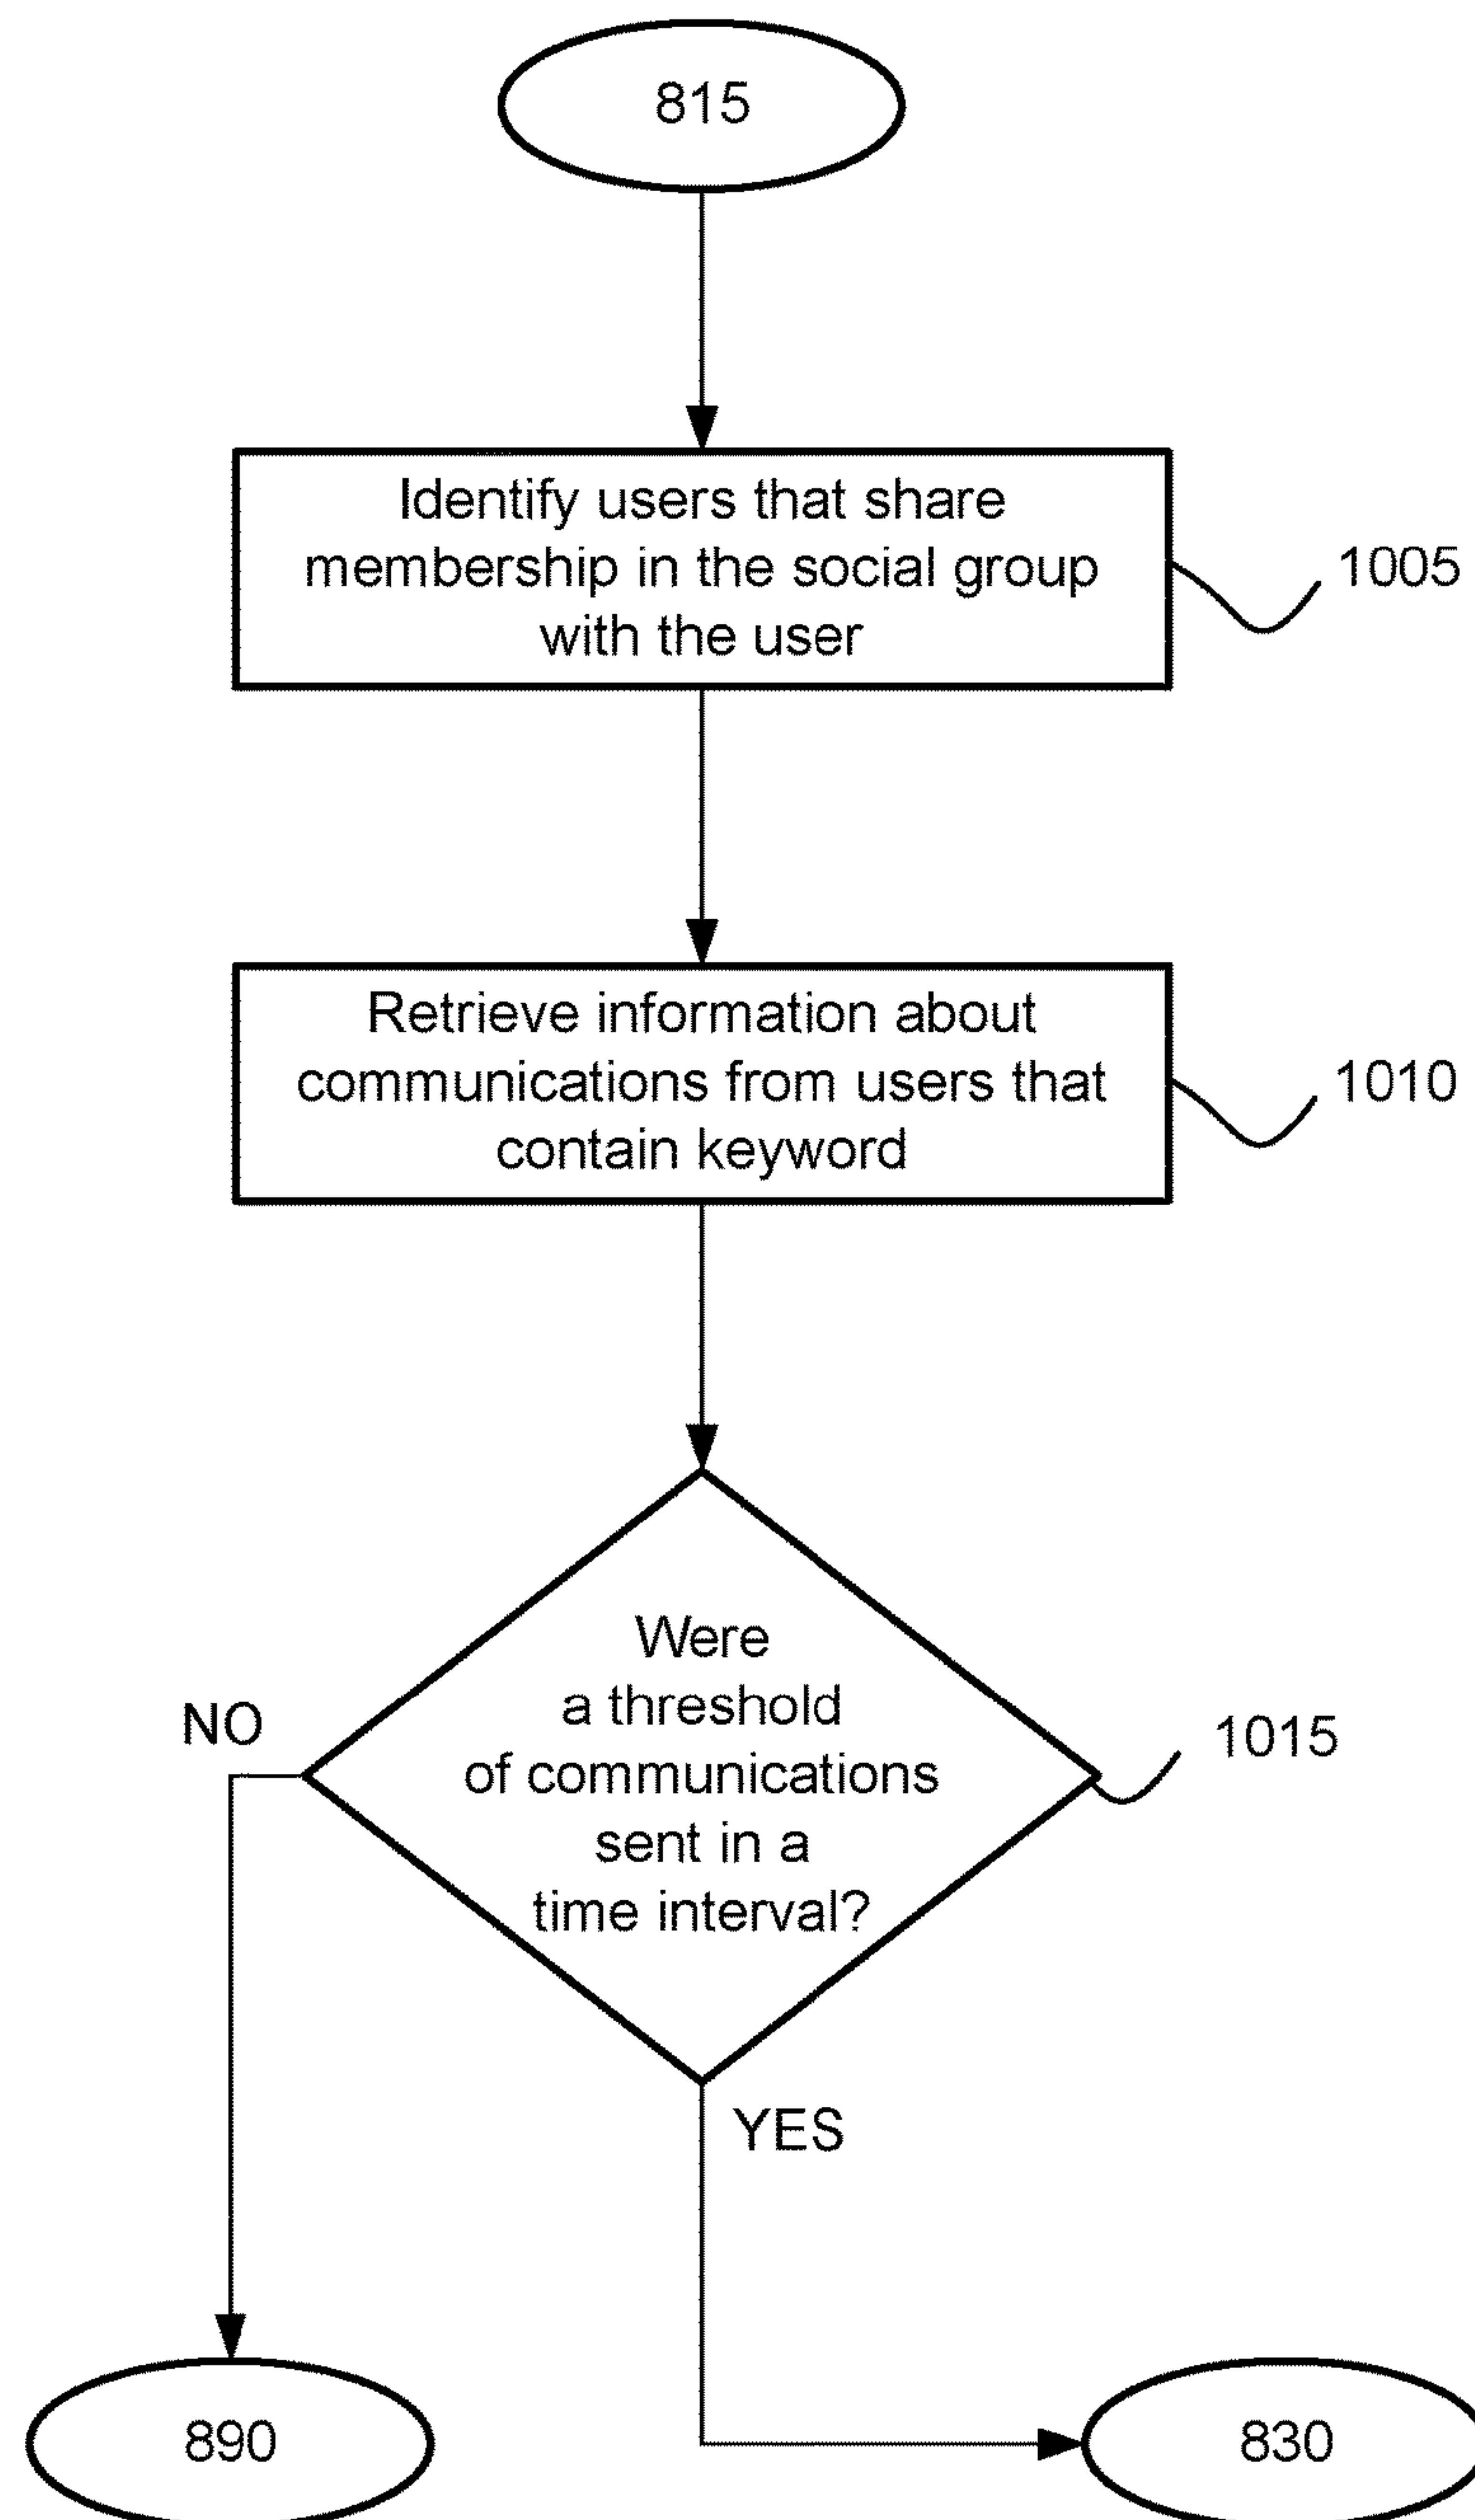 815
Identify users that share
membership in the social group
with the user
1005
Retrieve information about
communications from users that
contain keyword
1010
Were
a threshold
of communications
sent in a
time interval?
NO
1015
YES
890
830